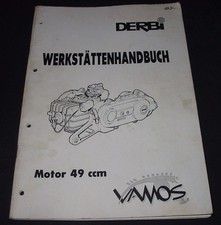 DERBi
WERKSTÄTTENHANDBUCH
Motor 49 ccm
VAMOS